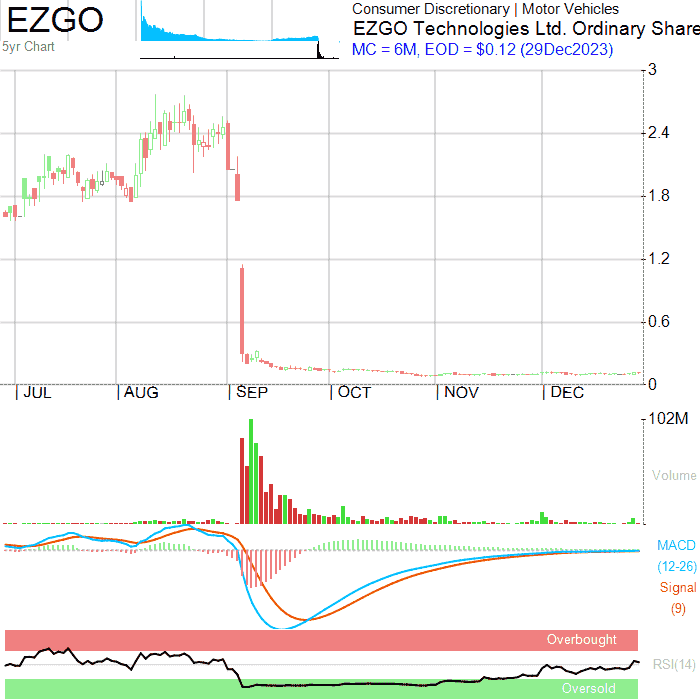 EZGO
5yr Chart
Consumer Discretionary | Motor Vehicles
EZGO Technologies Ltd. Ordinary Share
MC = 6M, EOD = $0.12 (29Dec2023)
3
2.4
1.8
1.2
0.6
0
| JUL | AUG | SEP | OCT | NOV | DEC
102M
Volume
MACD
(12-26)
Signal
(9)
Overbought
RSI(14)
Oversold